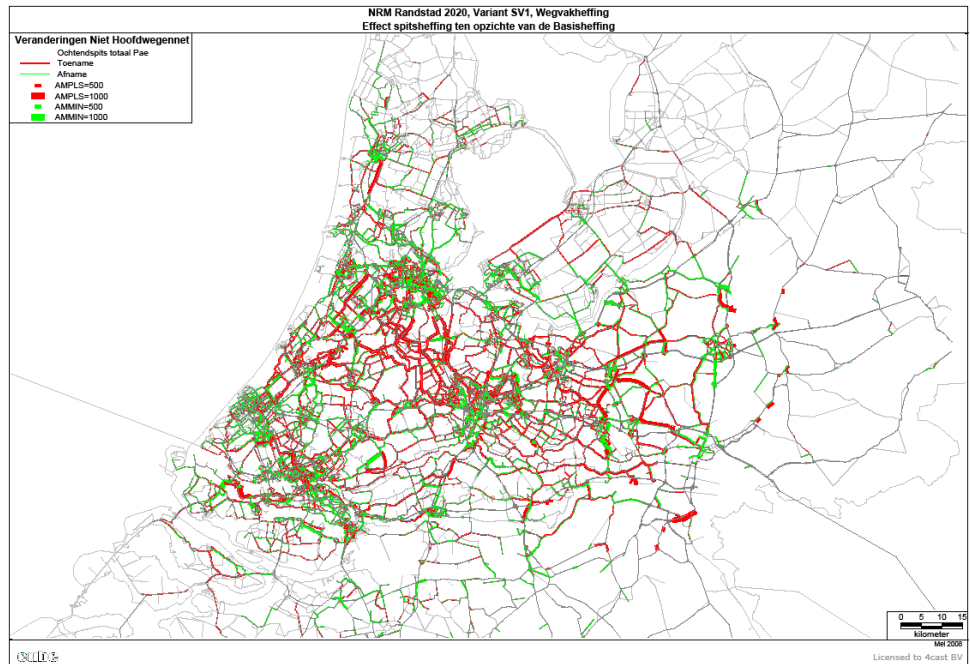 NRM Randstad 2020, Variant SV1, Wegvakheffing
Effect spitsheffing ten opzichte van de Basisheffing
Veranderingen Niet Hoofdwegennet
Ochtendspits totaal Pae
Toename
Afname
AMPLS=500
AMPLS=1000
AMMIN=500
AMMIN=1000
0 5 10 15
kilometer
Mei 2008
cube
Licensed to 4cast BV